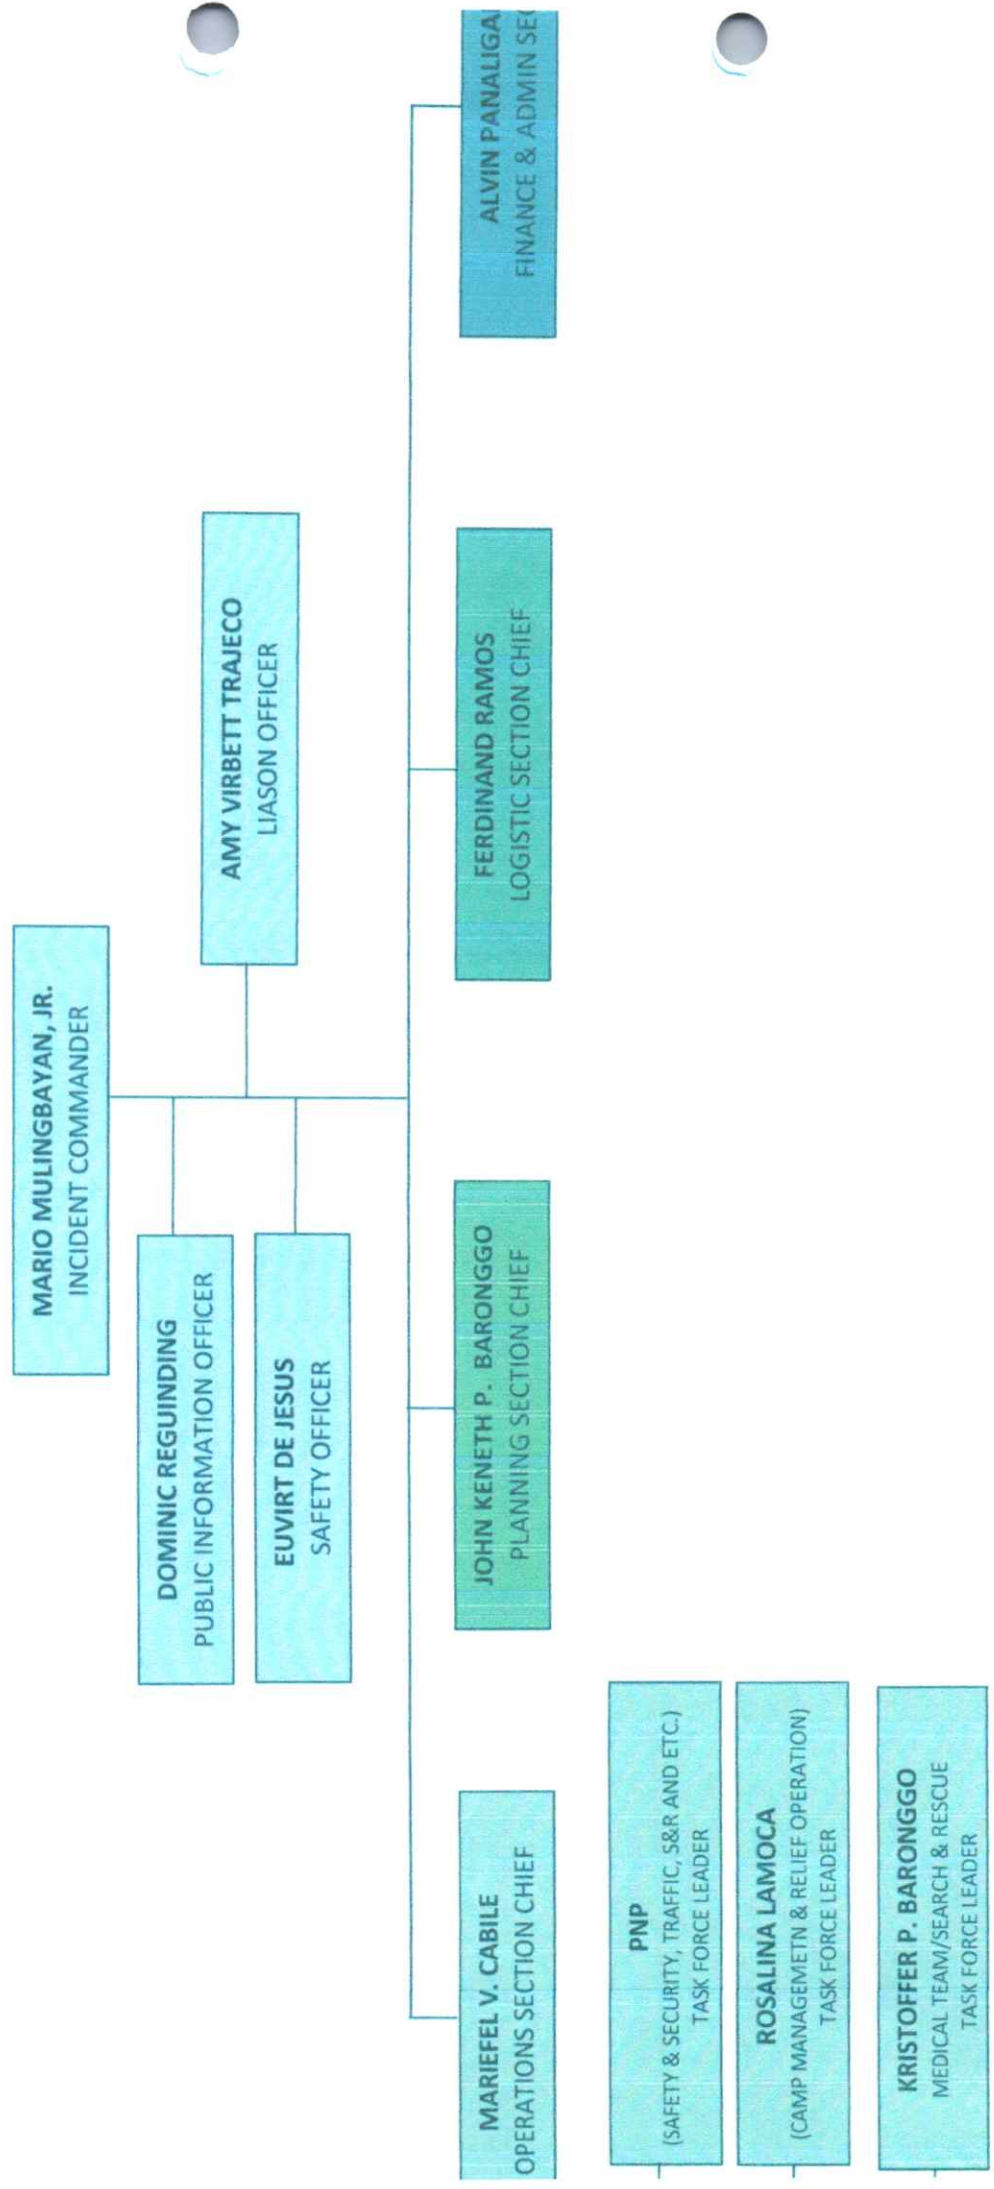 MARIO MULINGBAYAN, JR.
INCIDENT COMMANDER
DOMINIC REGUINDING
PUBLIC INFORMATION OFFICER
AMY VIRBETT TRAJECO
LIASON OFFICER
EUVIRT DE JESUS
SAFETY OFFICER
MARIEFEL V. CABILE
OPERATIONS SECTION CHIEF
JOHN KENETH P. BARONGGO
PLANNING SECTION CHIEF
FERDINAND RAMOS
LOGISTIC SECTION CHIEF
ALVIN PANALIGA
FINANCE & ADMIN SEC
PNP
(SAFETY & SECURITY, TRAFFIC, S&R AND ETC.)
TASK FORCE LEADER
ROSALINA LAMOCA
(CAMP MANAGEMETN & RELIEF OPERATION)
TASK FORCE LEADER
KRISTOFFER P. BARONGGO
MEDICAL TEAM/SEARCH & RESCUE
TASK FORCE LEADER